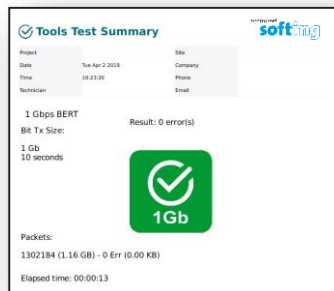 Tools Test Summary
softing
Project
Site
Date Tue Apr 2 2019 Company
Time 16:23:30 Phone
Technician
Email
1 Gbps BERT
Result: 0 error(s)
Bit Tx Size:
1 Gb
10 seconds
1Gb
Packets:
1302184 (1.16 GB) - 0 Err (0.00 KB)
Elapsed time: 00:00:13